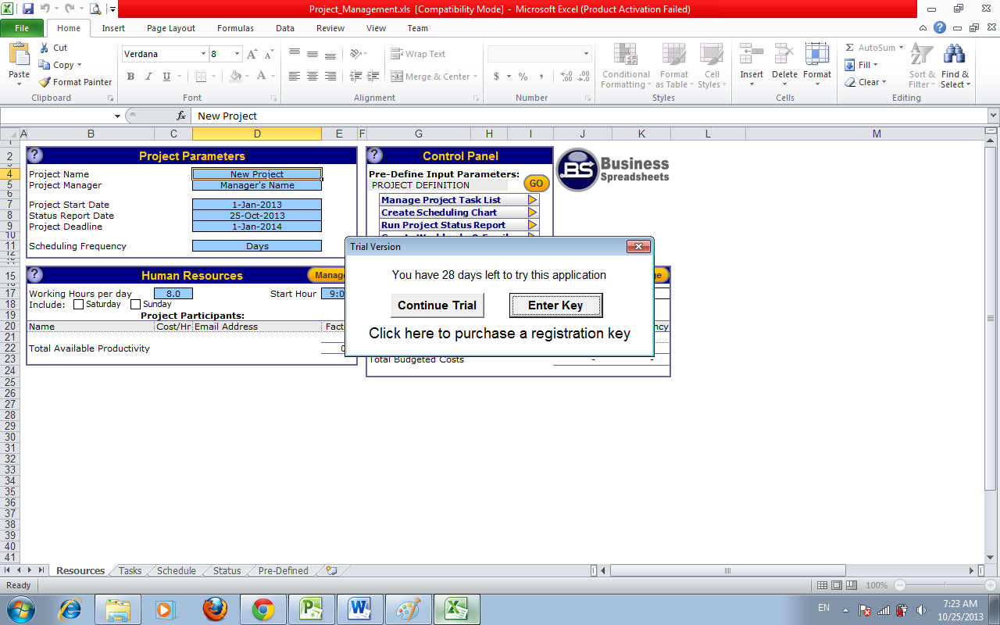 Project_Management.xls [Compatibility Mode] - Microsoft Excel (Product Activation Failed)
File Home Insert Page Layout Formulas Data Review View Team
Paste
Cut
Copy
Format Painter
Clipboard
Verdana 8
B I U
Font
Wrap Text
Merge & Center
Alignment
$ % ,
Number
Conditional Formatting
Format as Table
Cell Styles
Styles
Insert Delete Format
Cells
AutoSum
Fill
Clear
Sort & Filter
Find & Select
Editing
fx New Project
A B C D E F G H I J K L M
? Project Parameters
Project Name New Project
Project Manager Manager's Name
Project Start Date 1-Jan-2013
Status Report Date 25-Oct-2013
Project Deadline 1-Jan-2014
Scheduling Frequency Days
? Control Panel
Pre-Define Input Parameters:
PROJECT DEFINITION GO
Manage Project Task List
Create Scheduling Chart
Run Project Status Report
BS Business Spreadsheets
? Human Resources
Working Hours per day 8.0 Start Hour 9:0
Include: Saturday Sunday
Project Participants:
Name Cost/Hr Email Address
Total Available Productivity
Total Budgeted Costs - -
Trial Version
You have 28 days left to try this application
Continue Trial Enter Key
Click here to purchase a registration key
2
4
5
6
7
8
9
10
11
12
15
17
18
19
20
21
22
23
24
25
26
27
28
29
30
31
32
33
34
35
36
37
38
39
40
41
Resources Tasks Schedule Status Pre-Defined
Ready 100%
EN 7:23 AM
10/25/2013